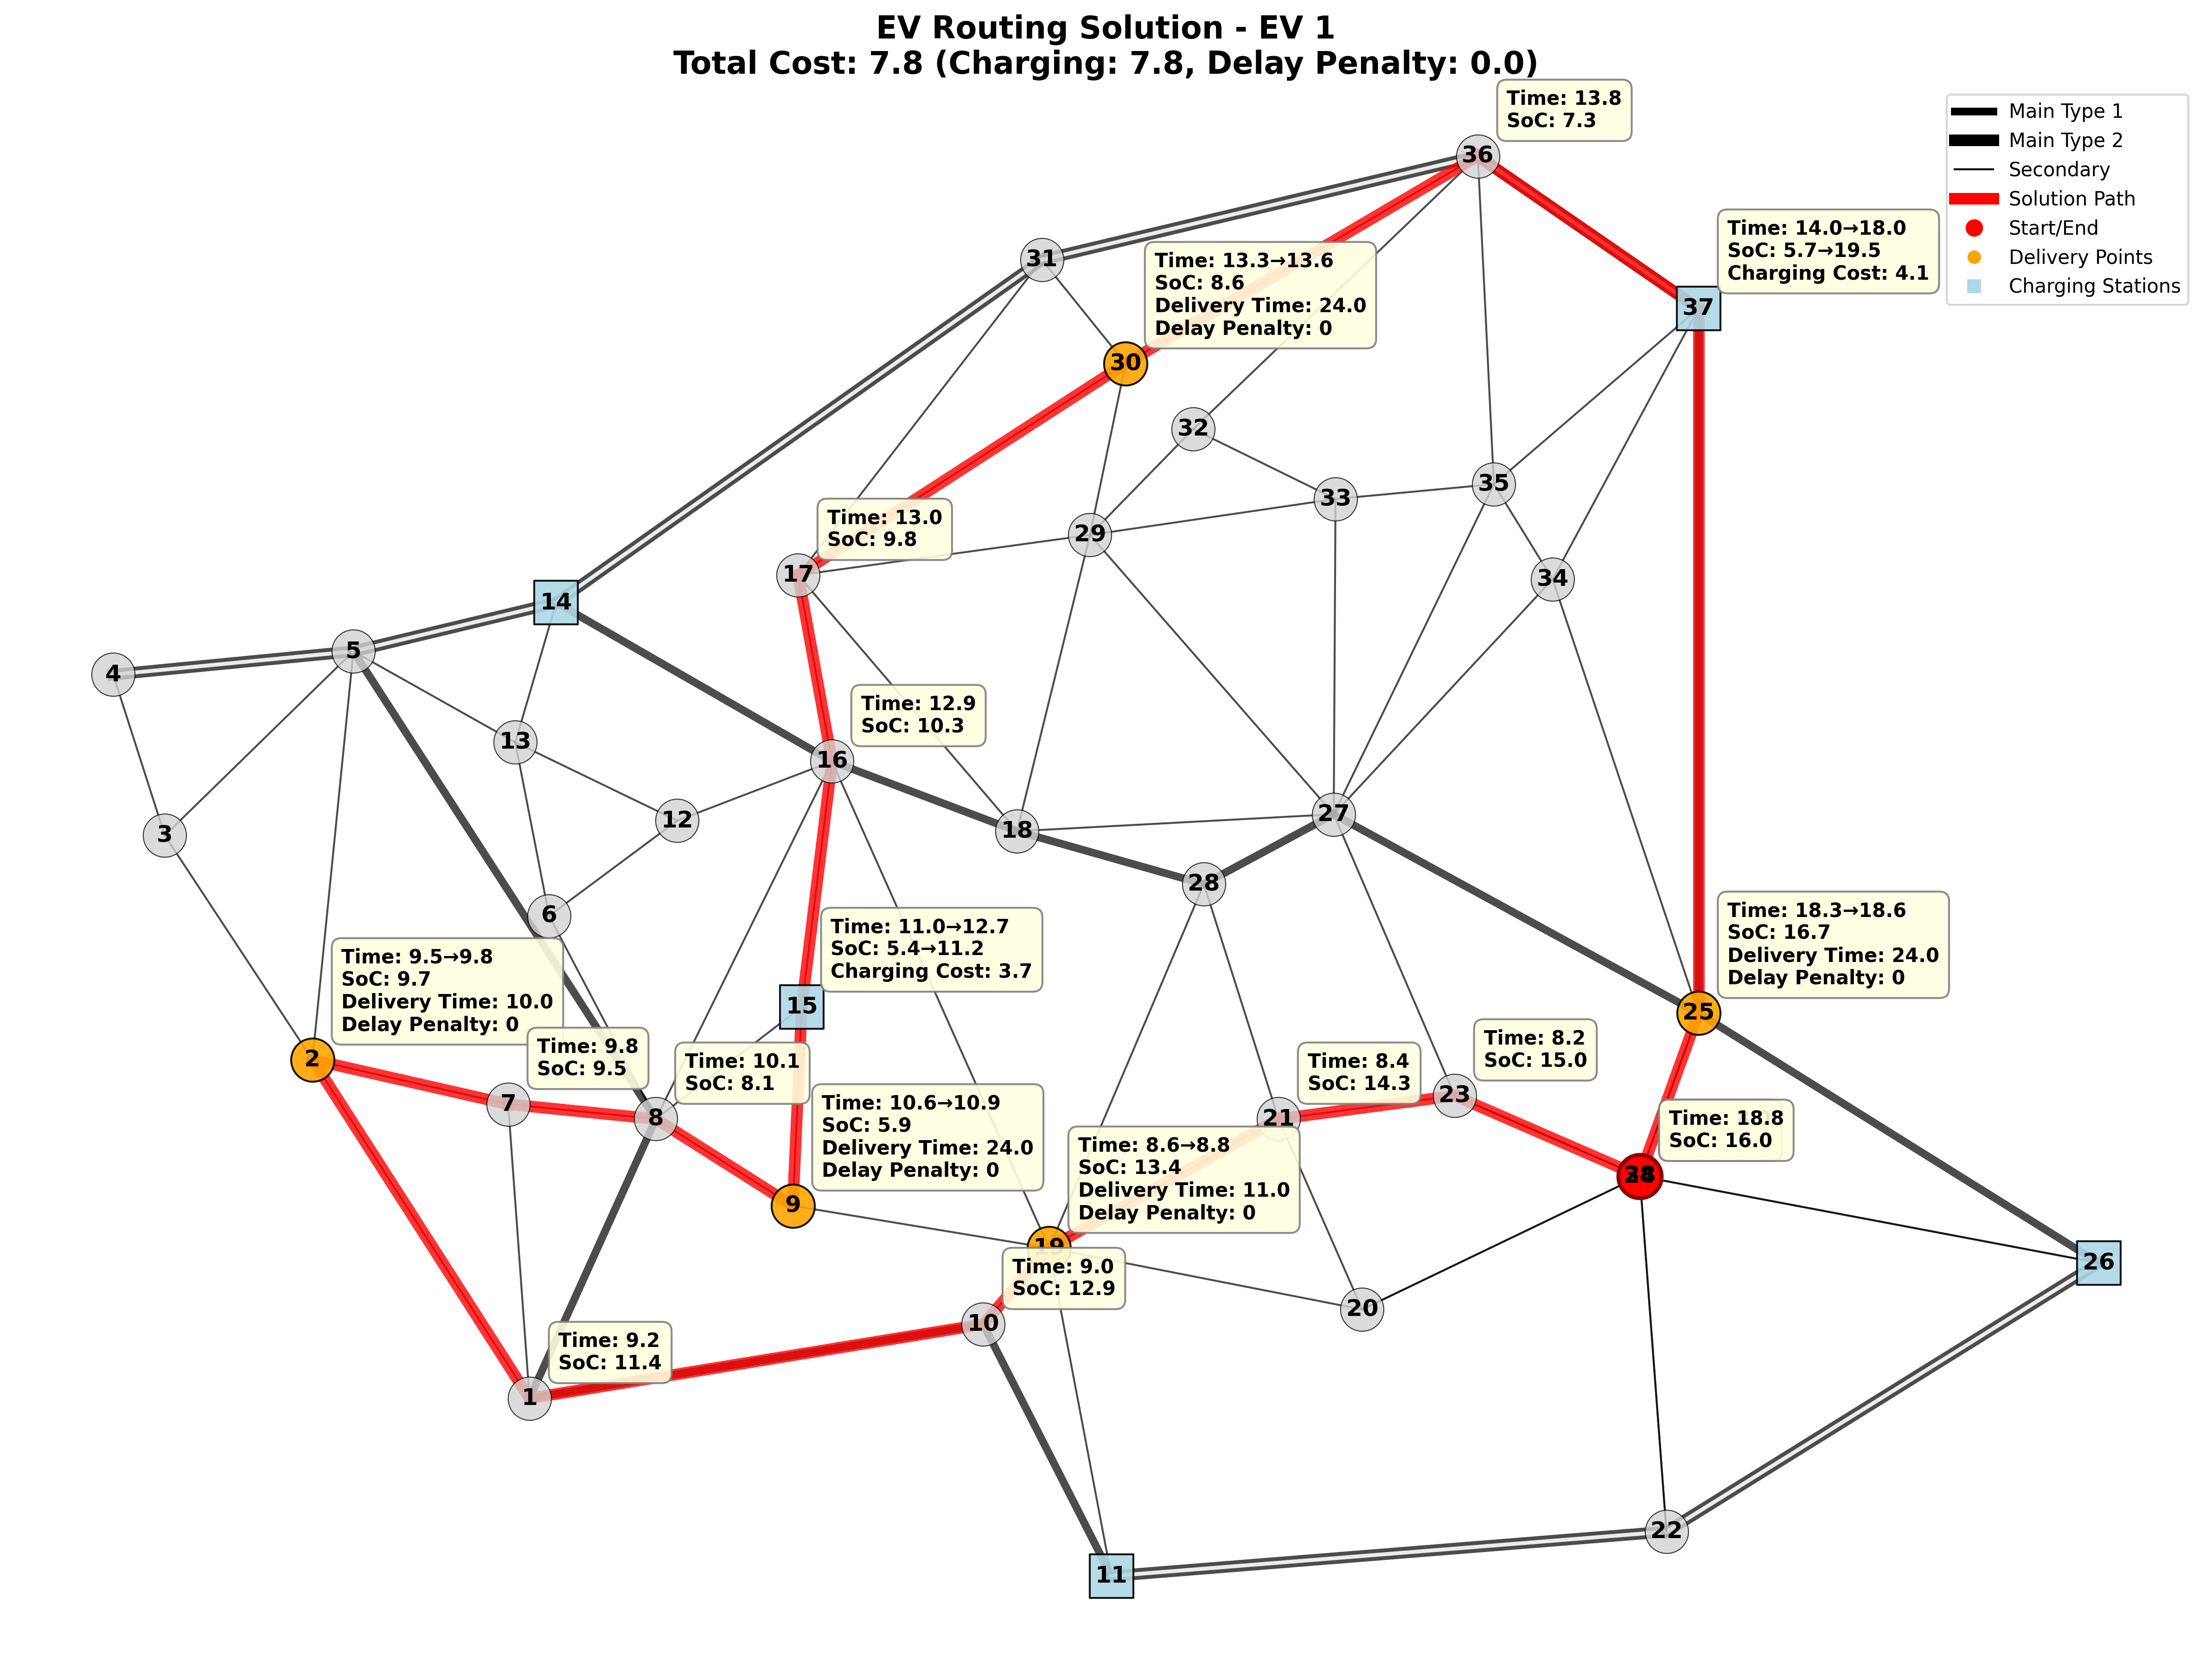 EV Routing Solution - EV 1
Total Cost: 7.8 (Charging: 7.8, Delay Penalty: 0.0)
Main Type 1
Main Type 2
Secondary
Solution Path
Start/End
Delivery Points
Charging Stations
Time: 13.8
SoC: 7.3
36
Time: 14.0→18.0
SoC: 5.7→19.5
Charging Cost: 4.1
37
31
Time: 13.3→13.6
SoC: 8.6
Delivery Time: 24.0
Delay Penalty: 0
30
32
35
33
Time: 13.0
SoC: 9.8
29
17
34
14
5
4
Time: 12.9
SoC: 10.3
13
16
12
3
18
27
28
6
Time: 11.0→12.7
SoC: 5.4→11.2
Charging Cost: 3.7
15
Time: 18.3→18.6
SoC: 16.7
Delivery Time: 24.0
Delay Penalty: 0
25
Time: 9.5→9.8
SoC: 9.7
Delivery Time: 10.0
Delay Penalty: 0
2
Time: 9.8
SoC: 9.5
7
Time: 10.1
SoC: 8.1
8
Time: 8.4
SoC: 14.3
21
Time: 8.2
SoC: 15.0
23
Time: 10.6→10.9
SoC: 5.9
Delivery Time: 24.0
Delay Penalty: 0
9
Time: 8.6→8.8
SoC: 13.4
Delivery Time: 11.0
Delay Penalty: 0
19
Time: 18.8
SoC: 16.0
26
Time: 9.0
SoC: 12.9
10
20
Time: 9.2
SoC: 11.4
1
22
11